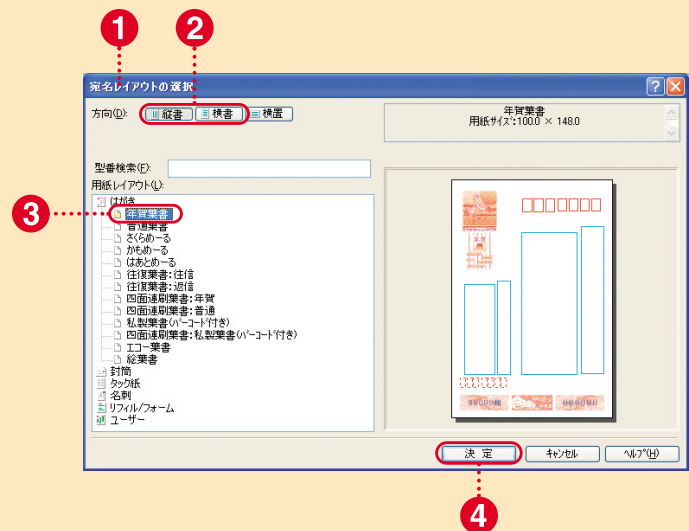 1 2
宛名レイアウトの選択
方向(D): 縦書 横書 横置
年賀葉書
用紙サイズ:100.0 × 148.0
型番検索(F):
用紙レイアウト(L):
はがき
3 年賀葉書
普通葉書
さくらめーる
かもめーる
はあとめーる
往復葉書:往信
往復葉書:返信
四面連刷葉書:年賀
四面連刷葉書:普通
私製葉書(バーコード付き)
四面連刷葉書:私製葉書(バーコード付き)
エコー葉書
絵葉書
封筒
タック紙
名刺
リフィル/フォーム
ユーザー
年賀
決 定 キャンセル ヘルプ(H)
4